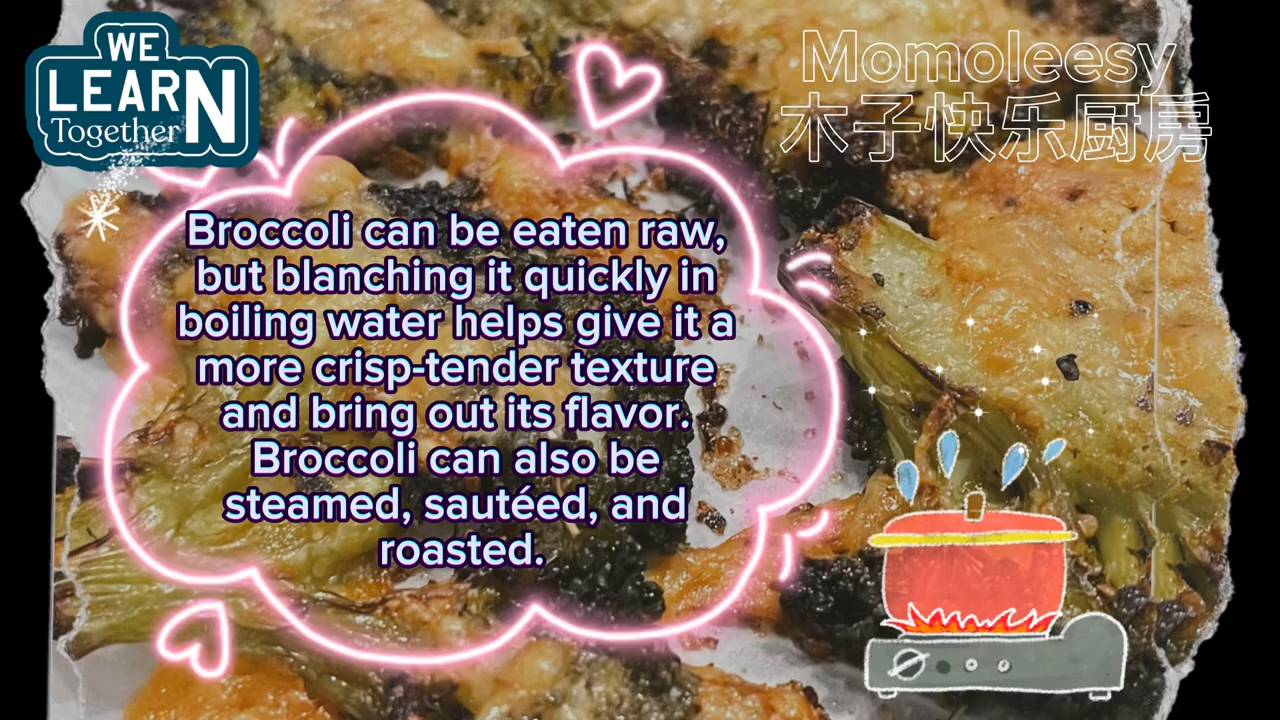 WE
LEARN
Together
Momoleesy
木子快乐厨房
Broccoli can be eaten raw,
but blanching it quickly in
boiling water helps give it a
more crisp-tender texture
and bring out its flavor.
Broccoli can also be
steamed, sautéed, and
roasted.